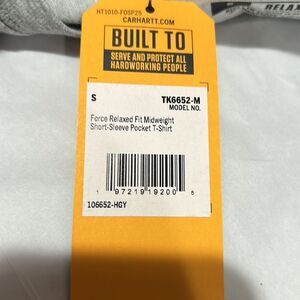 RELAX
HT1010-F0SP25
CARHARTT.COM
BUILT TO
SERVE AND PROTECT ALL
HARDWORKING PEOPLE
S TK6652-M
MODEL NO.
Force Relaxed Fit Midweight
Short-Sleeve Pocket T-Shirt
1 97219 19200 5
106652-HGY